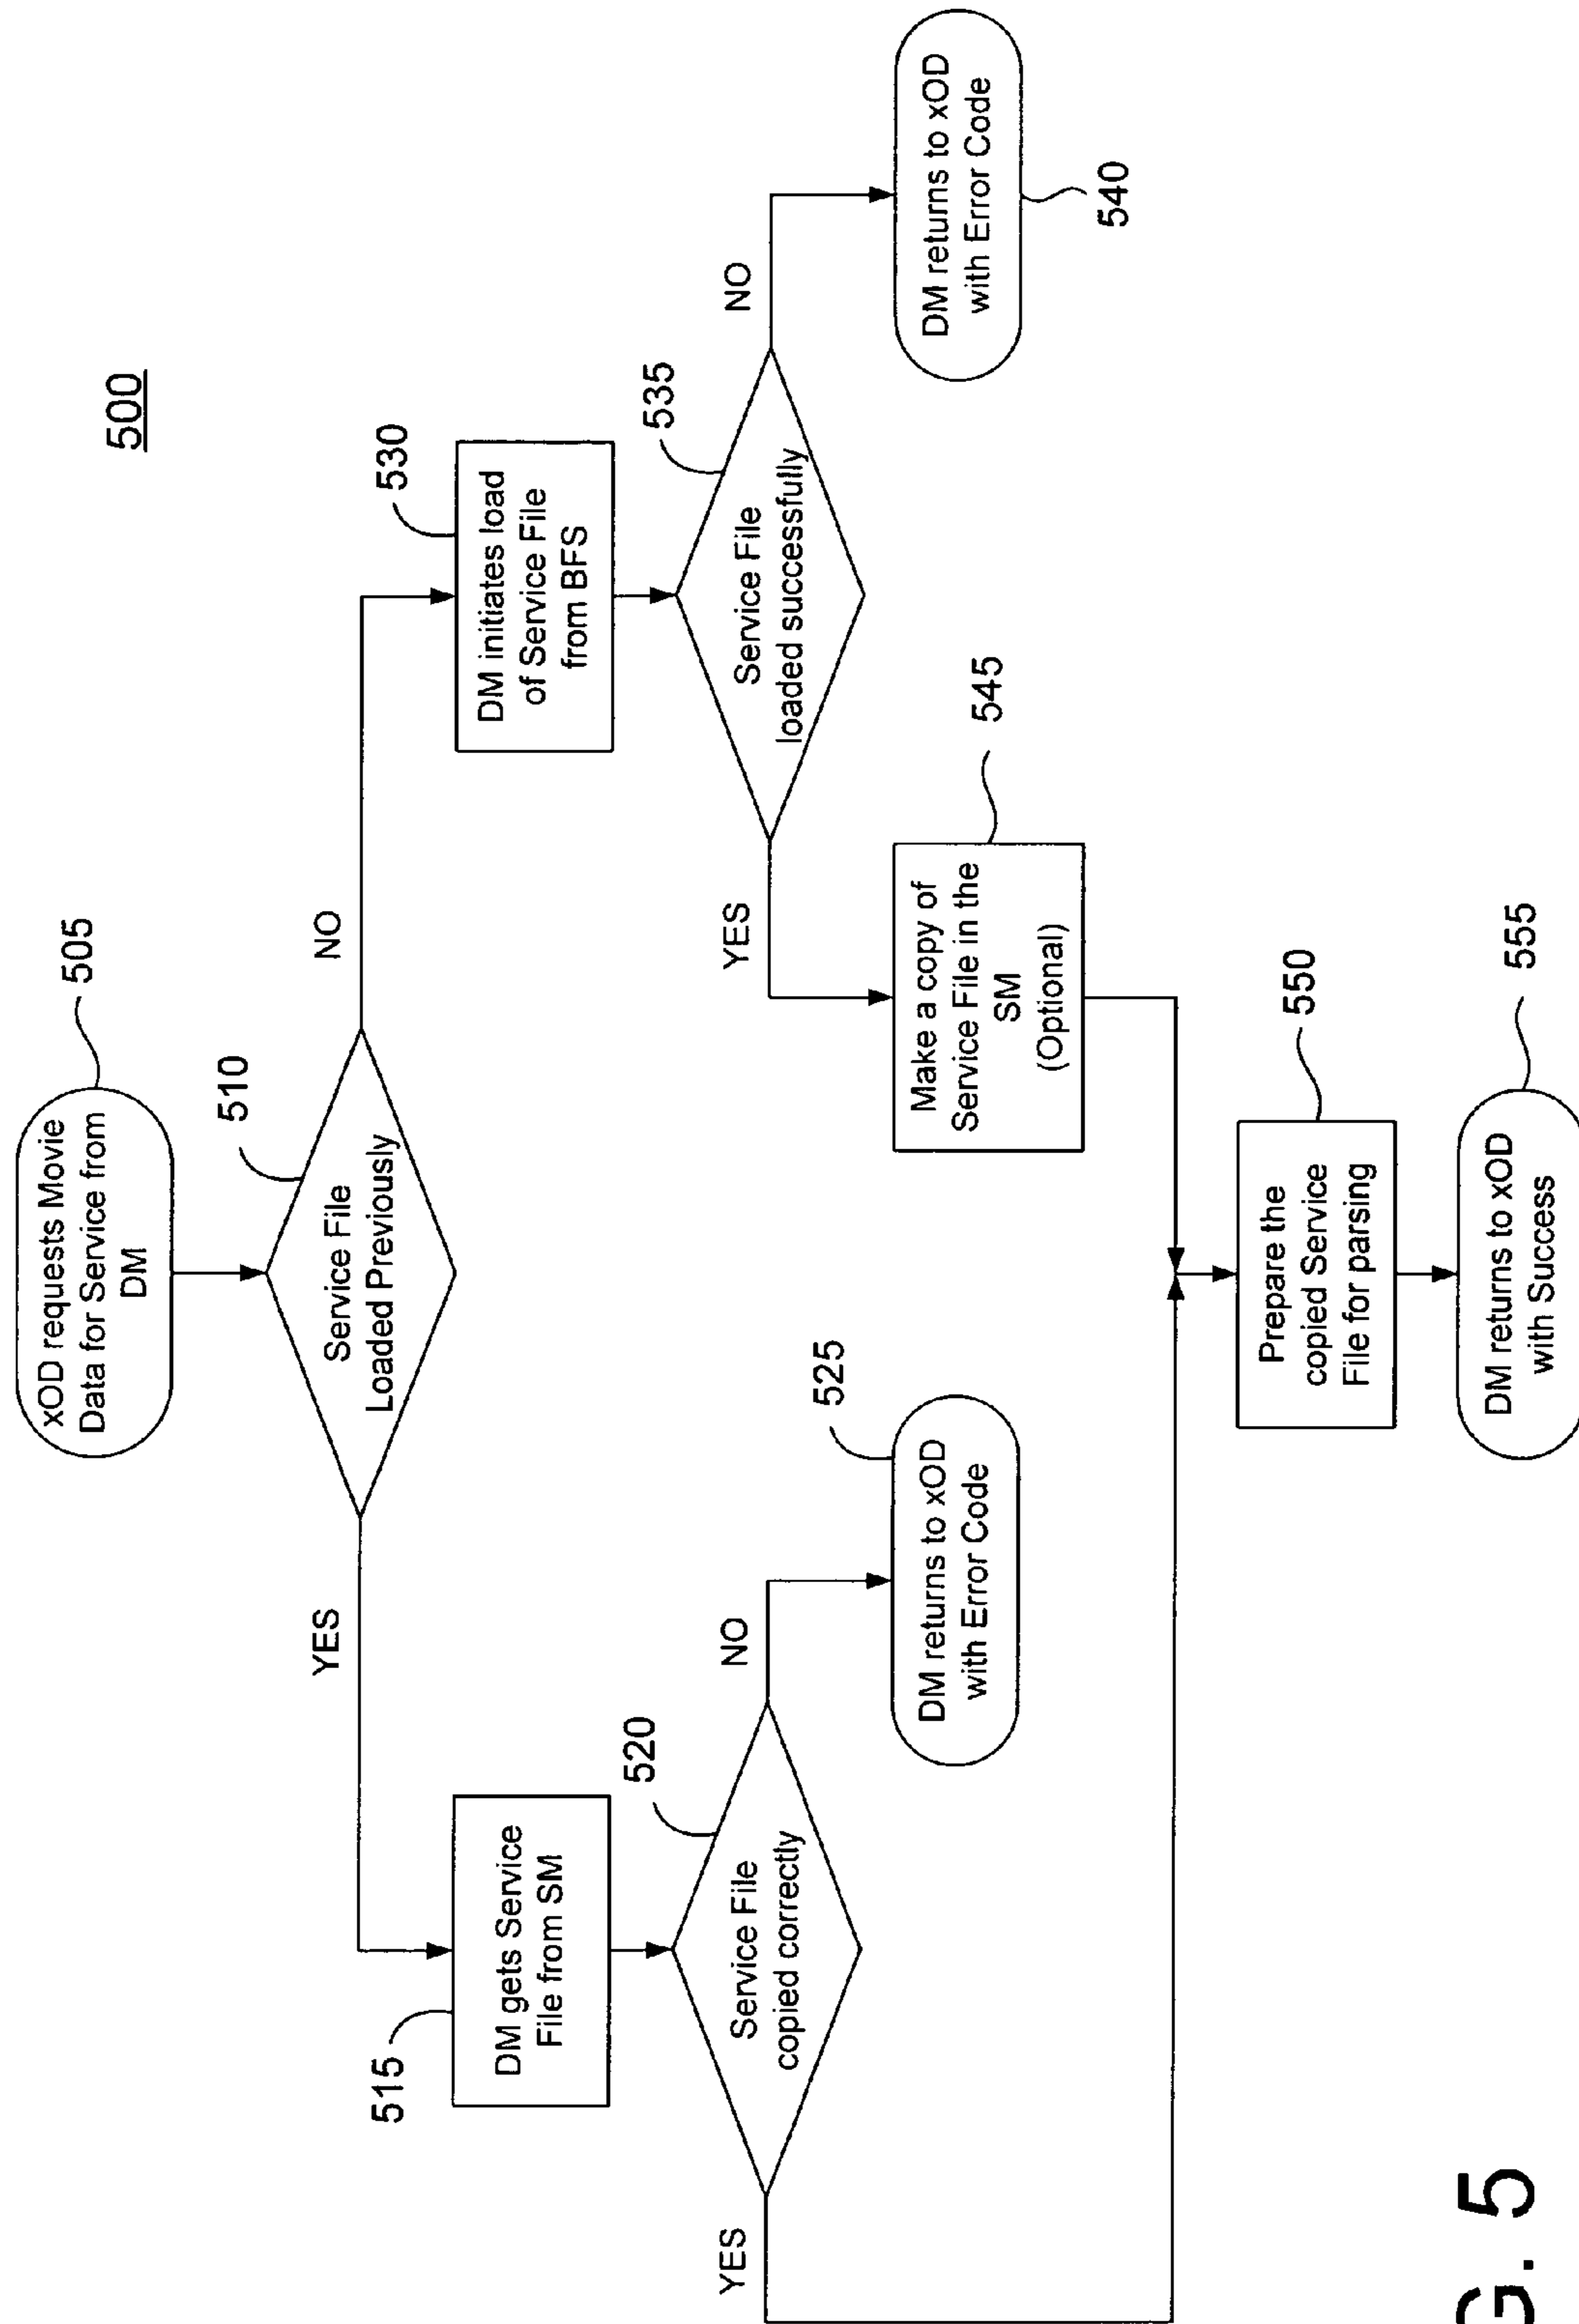 500
xOD requests Movie
Data for Service from
DM
505
510
Service File
Loaded Previously
YES
NO
515
DM gets Service
File from SM
530
DM initiates load
of Service File
from BFS
520
Service File
copied correctly
YES
NO
535
Service File
loaded successfully
YES
NO
525
DM returns to xOD
with Error Code
545
Make a copy of
Service File in the
SM
(Optional)
DM returns to xOD
with Error Code
540
550
Prepare the
copied Service
File for parsing
555
DM returns to xOD
with Success
G. 5